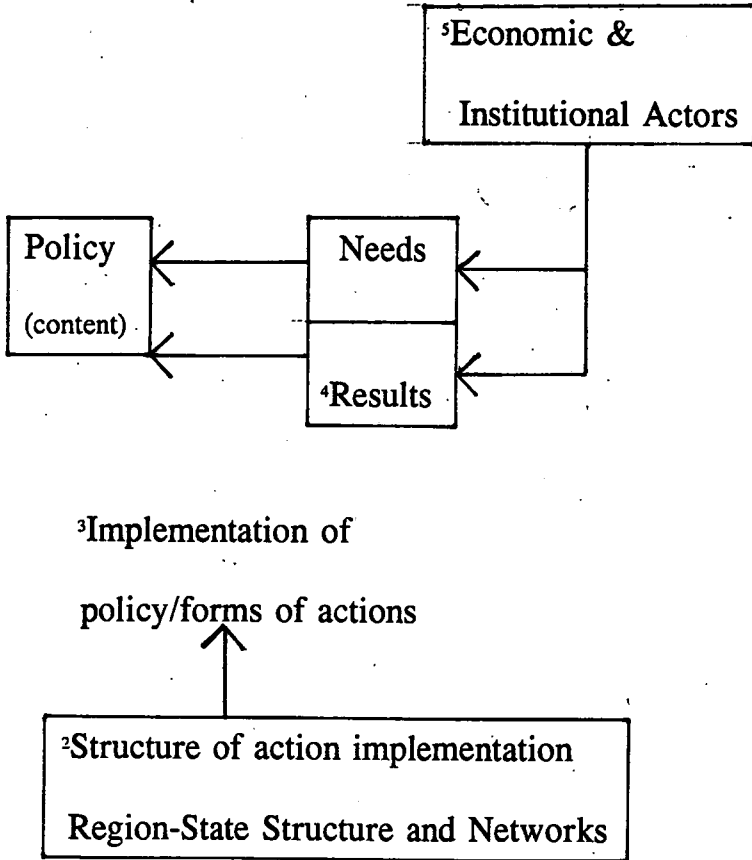 ⁵Economic &
Institutional Actors
Policy
(content)
Needs
⁴Results
³Implementation of
policy/forms of actions
²Structure of action implementation
Region-State Structure and Networks